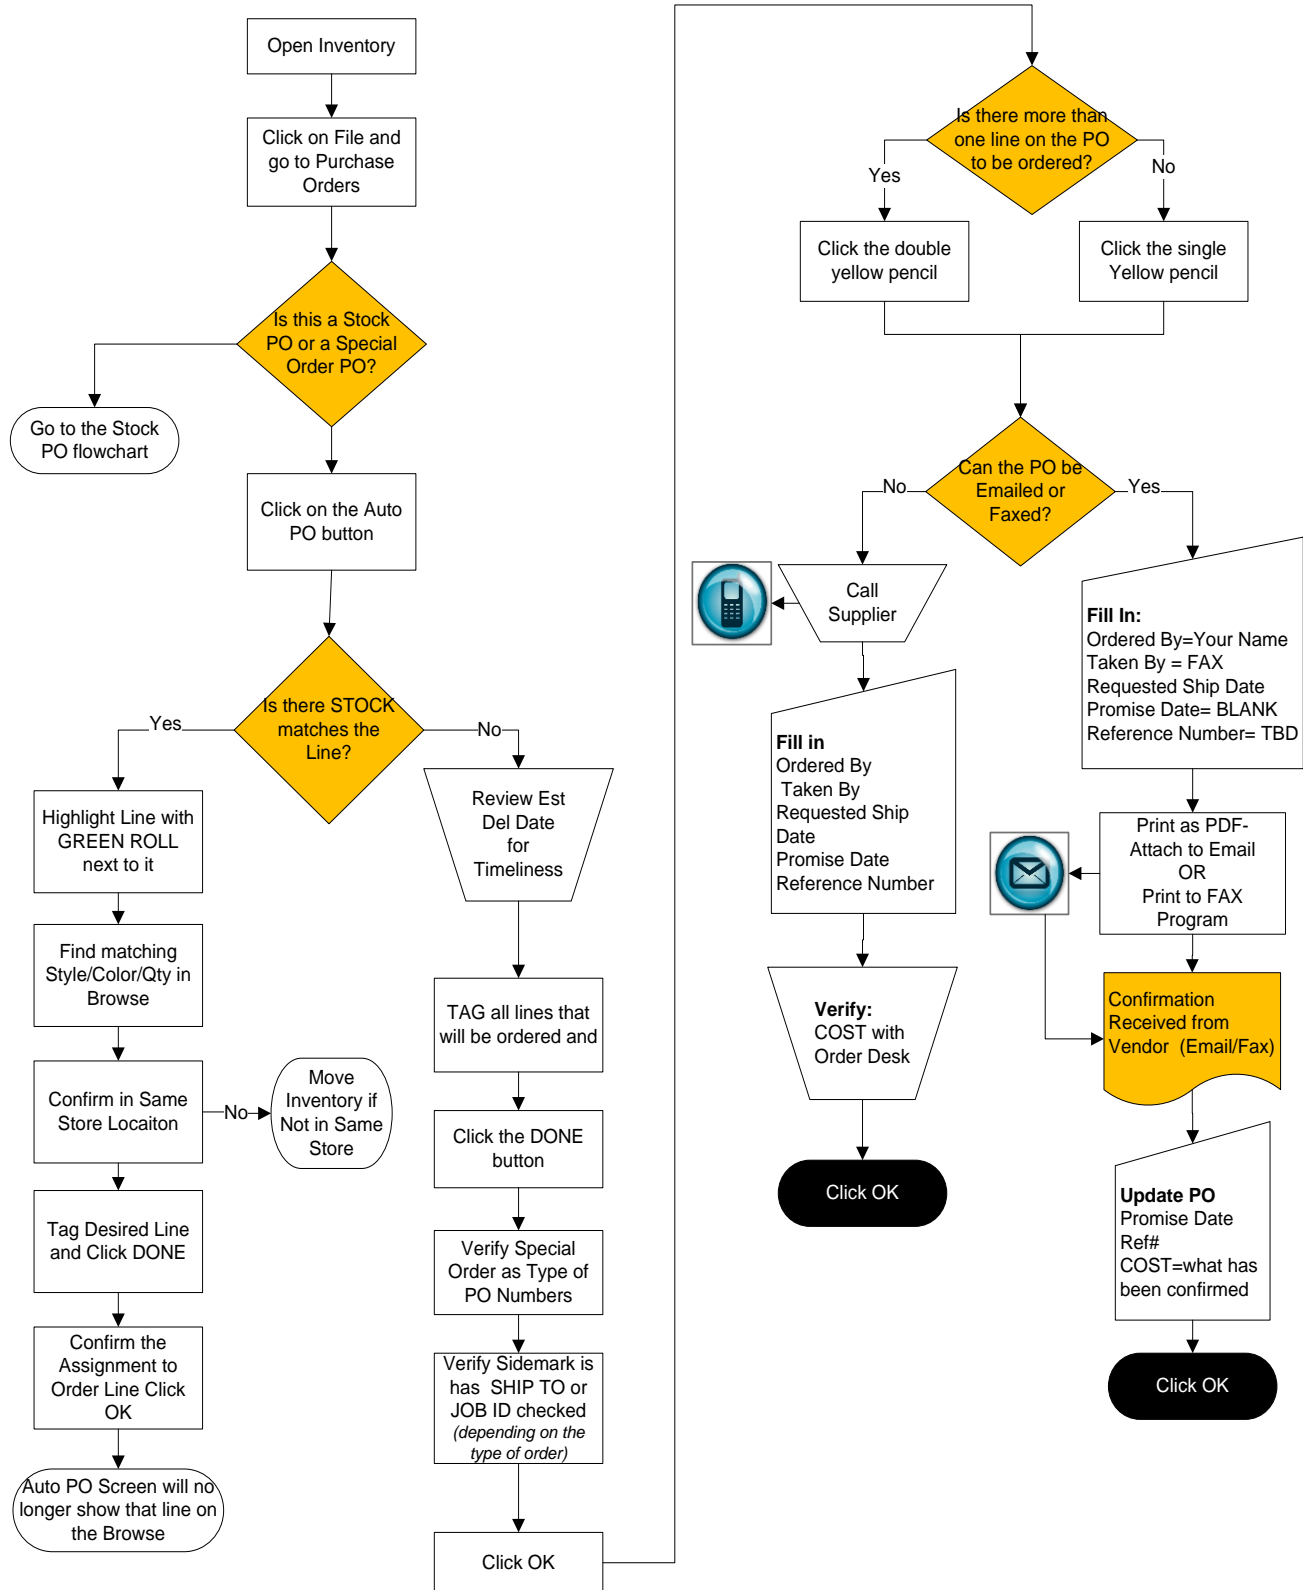 Open Inventory
Click on File and
go to Purchase
Orders
Is this a Stock
PO or a Special
Order PO?
Go to the Stock
PO flowchart
Click on the Auto
PO button
Is there STOCK
matches the
Line?
Yes
No
Highlight Line with
GREEN ROLL
next to it
Find matching
Style/Color/Qty in
Browse
Confirm in Same
Store Locaiton
No
Move
Inventory if
Not in Same
Store
Tag Desired Line
and Click DONE
Confirm the
Assignment to
Order Line Click
OK
Auto PO Screen will no
longer show that line on
the Browse
Review Est
Del Date
for
Timeliness
TAG all lines that
will be ordered and
Click the DONE
button
Verify Special
Order as Type of
PO Numbers
Verify Sidemark is
has SHIP TO or
JOB ID checked
(depending on the
type of order)
Click OK
Is there more than
one line on the PO
to be ordered?
Yes
No
Click the double
yellow pencil
Click the single
Yellow pencil
Can the PO be
Emailed or
Faxed?
No
Yes
Call
Supplier
Fill in
Ordered By
Taken By
Requested Ship
Date
Promise Date
Reference Number
Verify:
COST with
Order Desk
Click OK
Fill In:
Ordered By=Your Name
Taken By = FAX
Requested Ship Date
Promise Date= BLANK
Reference Number= TBD
Print as PDF-
Attach to Email
OR
Print to FAX
Program
Confirmation
Received from
Vendor (Email/Fax)
Update PO
Promise Date
Ref#
COST=what has
been confirmed
Click OK